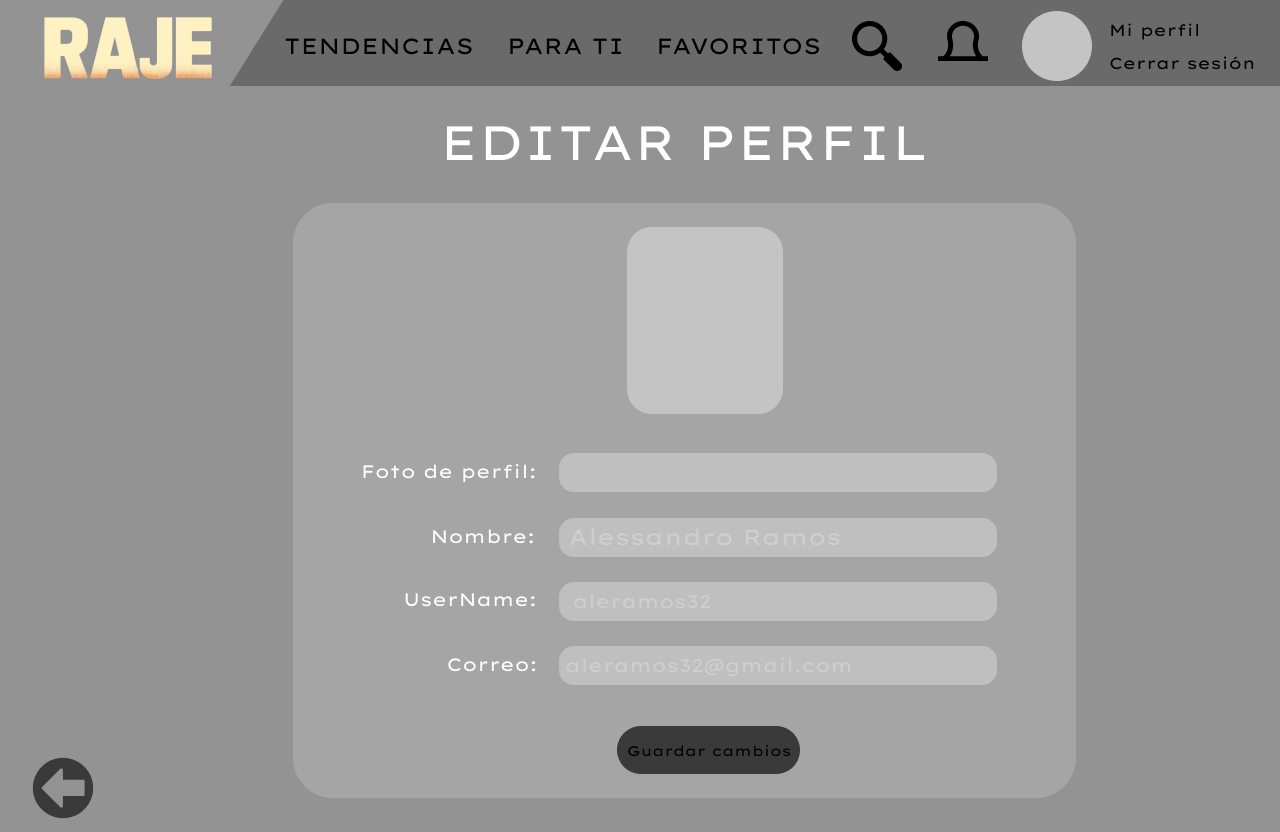 RAJE
TENDENCIAS PARA TI FAVORITOS
Mi perfil
Cerrar sesión
EDITAR PERFIL
Foto de perfil:
Nombre: Alessandro Ramos
UserName: aleramos32
Correo: aleramos32@gmail.com
Guardar cambios